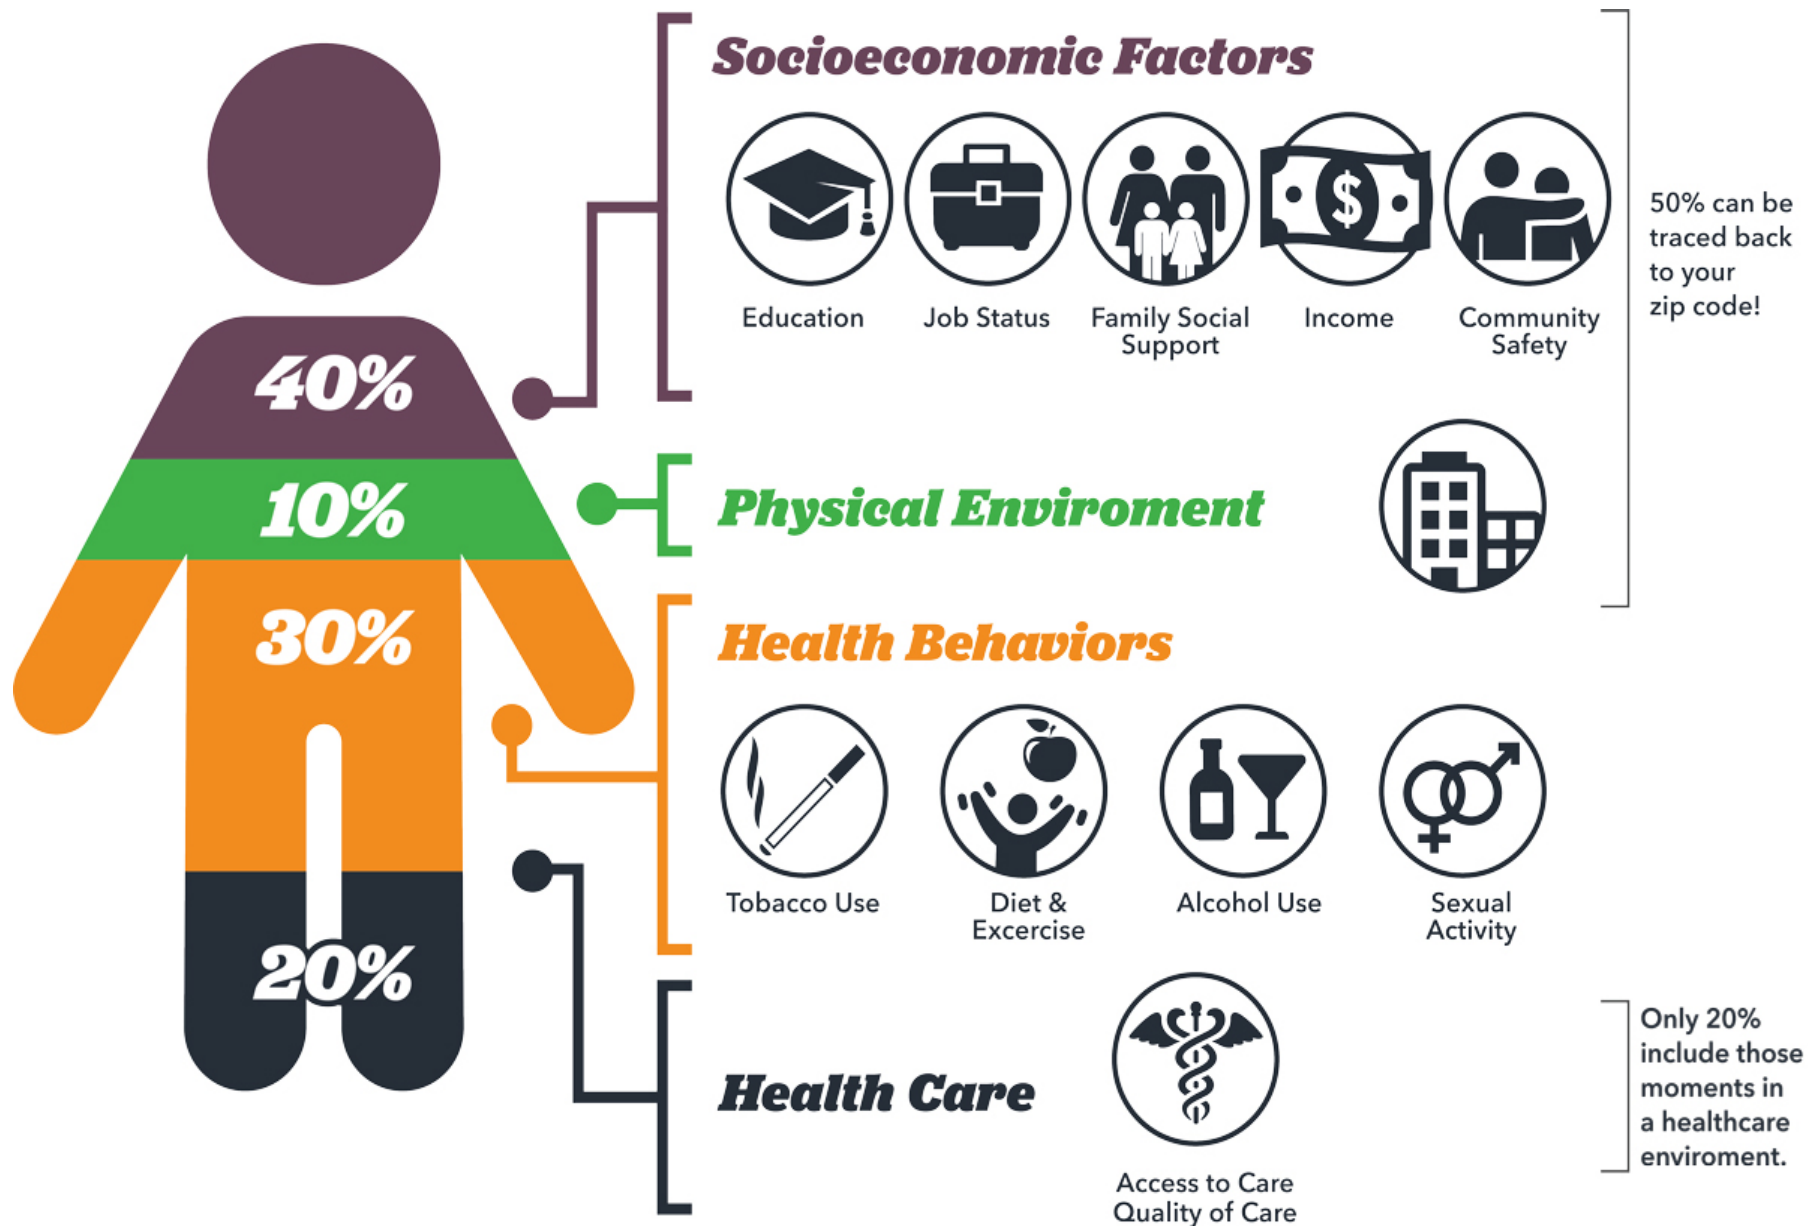 Socioeconomic Factors
Education
Job Status
Family Social
Support
Income
Community
Safety
50% can be
traced back
to your
zip code!
40%
10%
Physical Enviroment
30%
Health Behaviors
Tobacco Use
Diet &
Excercise
Alcohol Use
Sexual
Activity
20%
Health Care
Access to Care
Quality of Care
Only 20%
include those
moments in
a healthcare
enviroment.
$